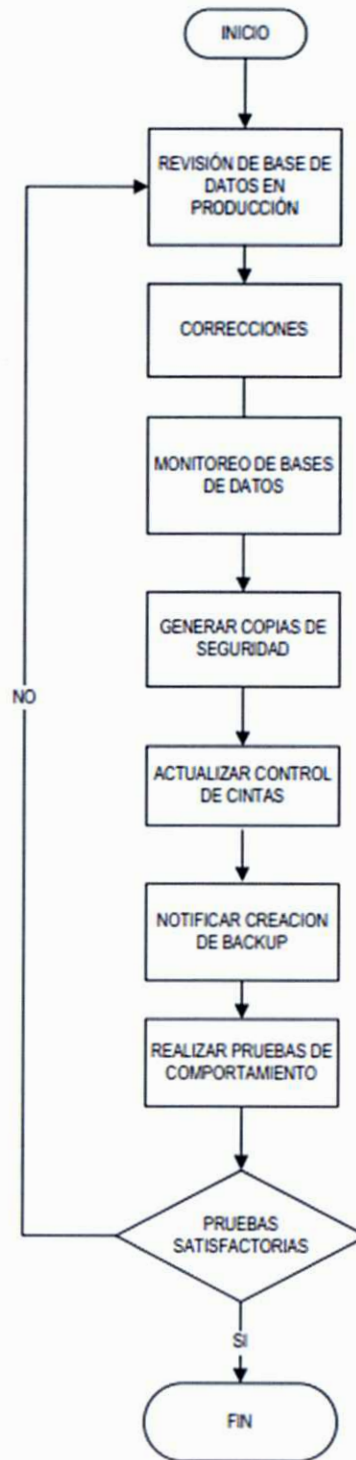 INICIO
REVISIÓN DE BASE DE
DATOS EN
PRODUCCIÓN
CORRECCIONES
MONITOREO DE BASES
DE DATOS
GENERAR COPIAS DE
SEGURIDAD
NO
ACTUALIZAR CONTROL
DE CINTAS
NOTIFICAR CREACION
DE BACKUP
REALIZAR PRUEBAS DE
COMPORTAMIENTO
PRUEBAS
SATISFACTORIAS
SI
FIN